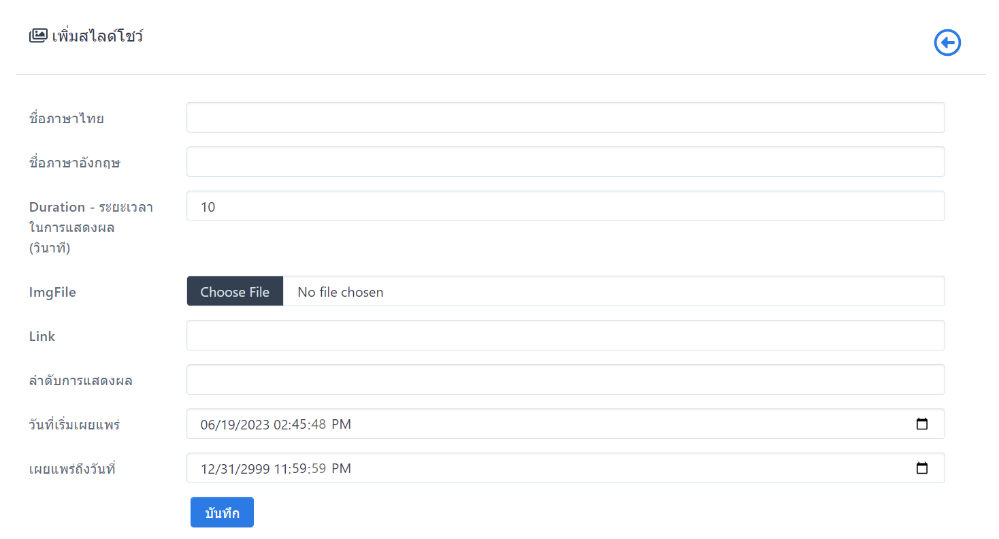 เพิ่มสไลด์โชว์
ชื่อภาษาไทย
ชื่อภาษาอังกฤษ
Duration - ระยะเวลา
10
ในการแสดงผล
(วินาที)
ImgFile
Choose File No file chosen
Link
ลำดับการแสดงผล
วันที่เริ่มเผยแพร่
06/19/2023 02:45:48 PM
เผยแพร่ถึงวันที่
12/31/2999 11:59:59 PM
บันทึก